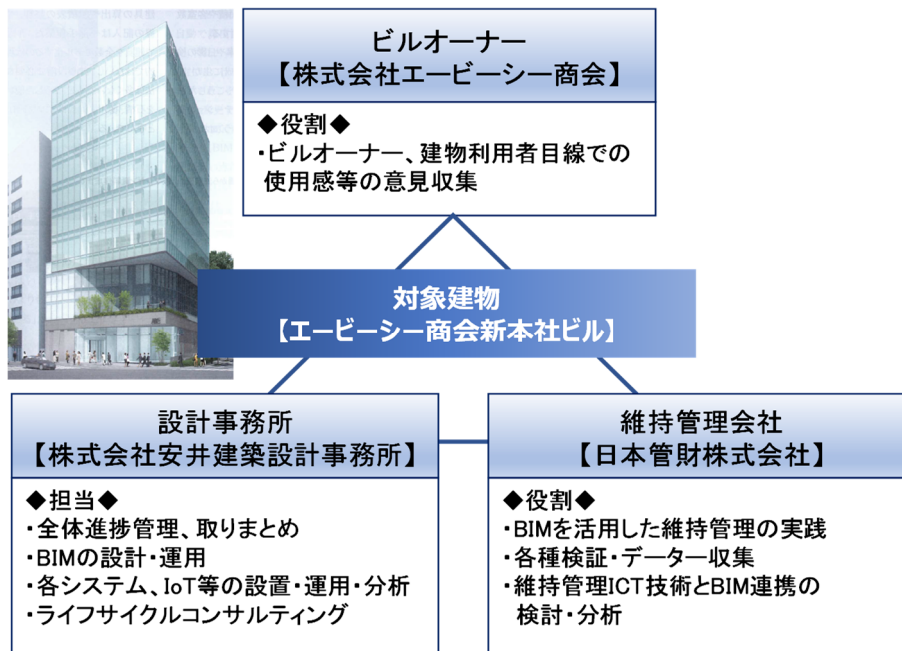 ビルオーナー
【株式会社エービーシー商会】
◆役割◆
・ビルオーナー、建物利用者目線での
使用感等の意見収集
対象建物
【エービーシー商会新本社ビル】
設計事務所
【株式会社安井建築設計事務所】
◆担当◆
・全体進捗管理、取りまとめ
・BIMの設計・運用
・各システム、IoT等の設置・運用・分析
・ライフサイクルコンサルティング
維持管理会社
【日本管財株式会社】
◆役割◆
・BIMを活用した維持管理の実践
・各種検証・データー収集
・維持管理ICT技術とBIM連携の
検討・分析